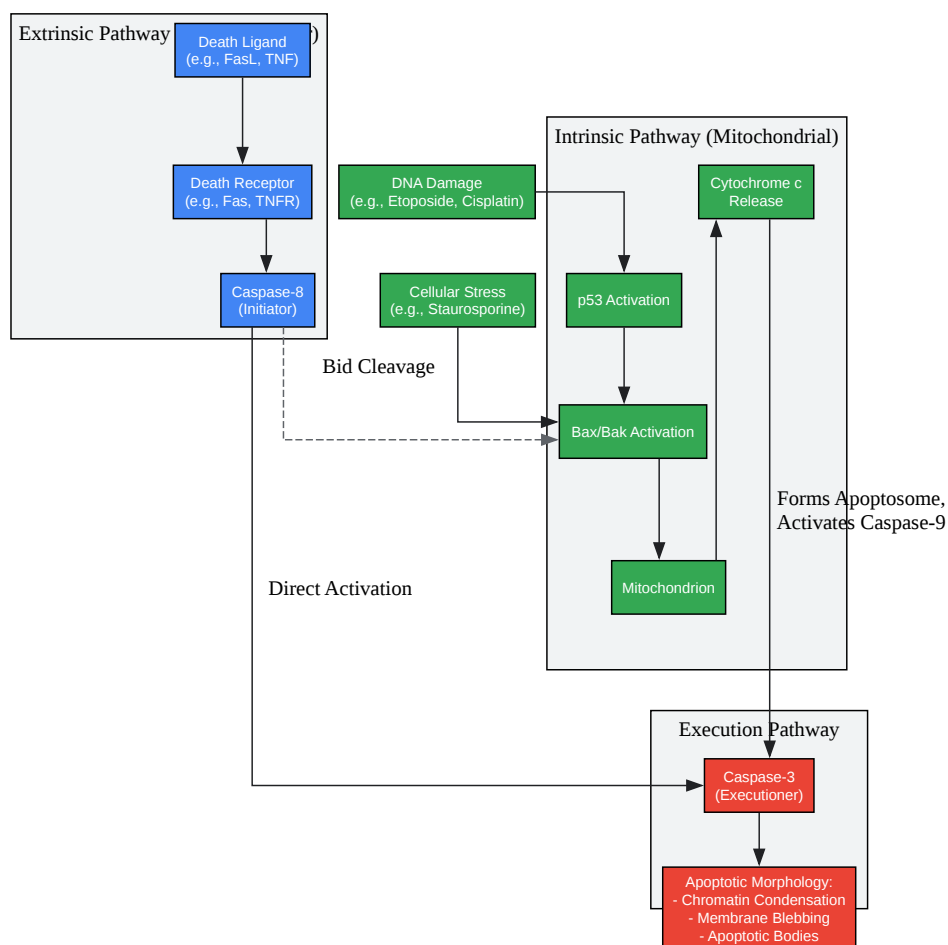 Extrinsic Pathway
)
Death Ligand
(e.g., FasL, TNF)
Intrinsic Pathway (Mitochondrial)
Death Receptor
(e.g., Fas, TNFR)
DNA Damage
(e.g., Etoposide, Cisplatin)
Cytochrome c
Release
Caspase-8
(Initiator)
Cellular Stress
(e.g., Staurosporine)
p53 Activation
Bid Cleavage
Bax/Bak Activation
Forms Apoptosome,
Activates Caspase-9
Direct Activation
Mitochondrion
Execution Pathway
Caspase-3
(Executioner)
Apoptotic Morphology:
- Chromatin Condensation
- Membrane Blebbing
- Apoptotic Bodies